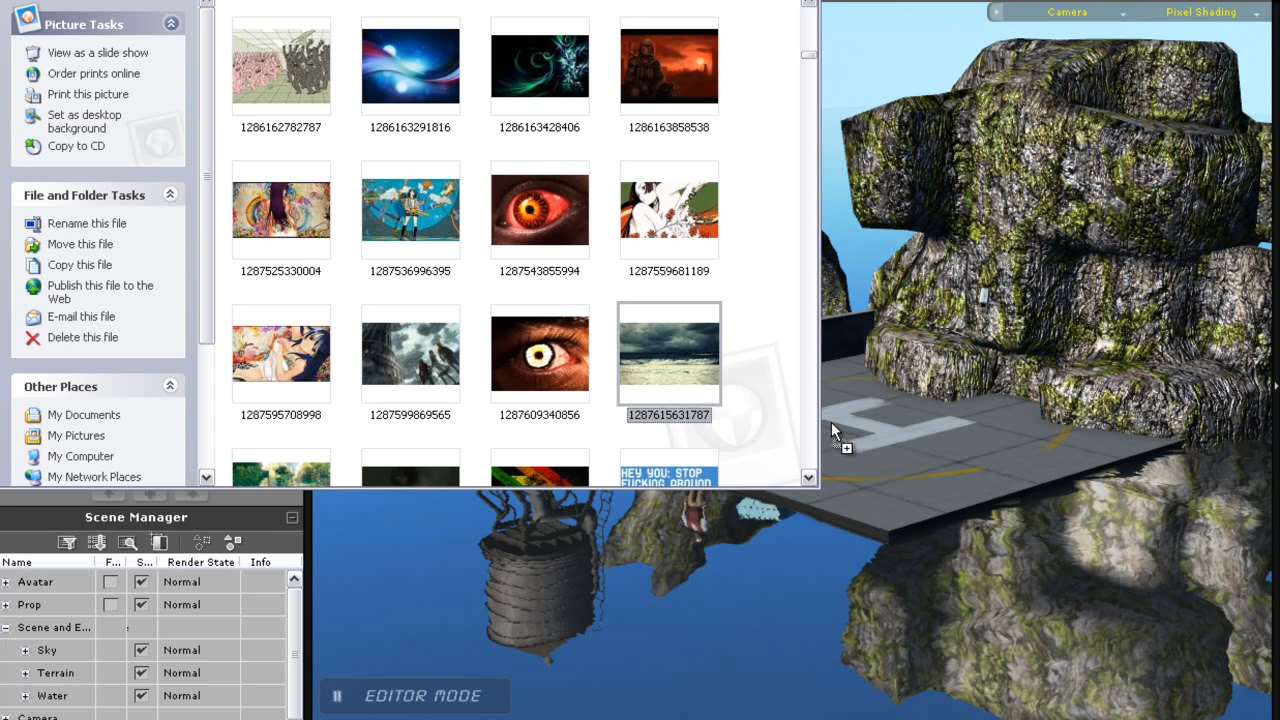 Picture Tasks
View as a slide show
Order prints online
Print this picture
Set as desktop
background
Copy to CD
File and Folder Tasks
Rename this file
Move this file
Copy this file
Publish this file to the
Web
E-mail this file
Delete this file
Other Places
My Documents
My Pictures
My Computer
My Network Places
1286162782787
1286163291816
1286163428406
1286163858538
1287525330004
1287536996395
1287543855994
1287559681189
1287595708998
1287599869565
1287609340856
1287615631787
HEY YOU: STOP
FUCKING AROUND
Camera
Pixel Shading
H
Scene Manager
Name F... S... Render State Info
Avatar Normal
Prop Normal
Scene and E... :
Sky Normal
Terrain Normal
Water Normal
Camera
EDITOR MODE